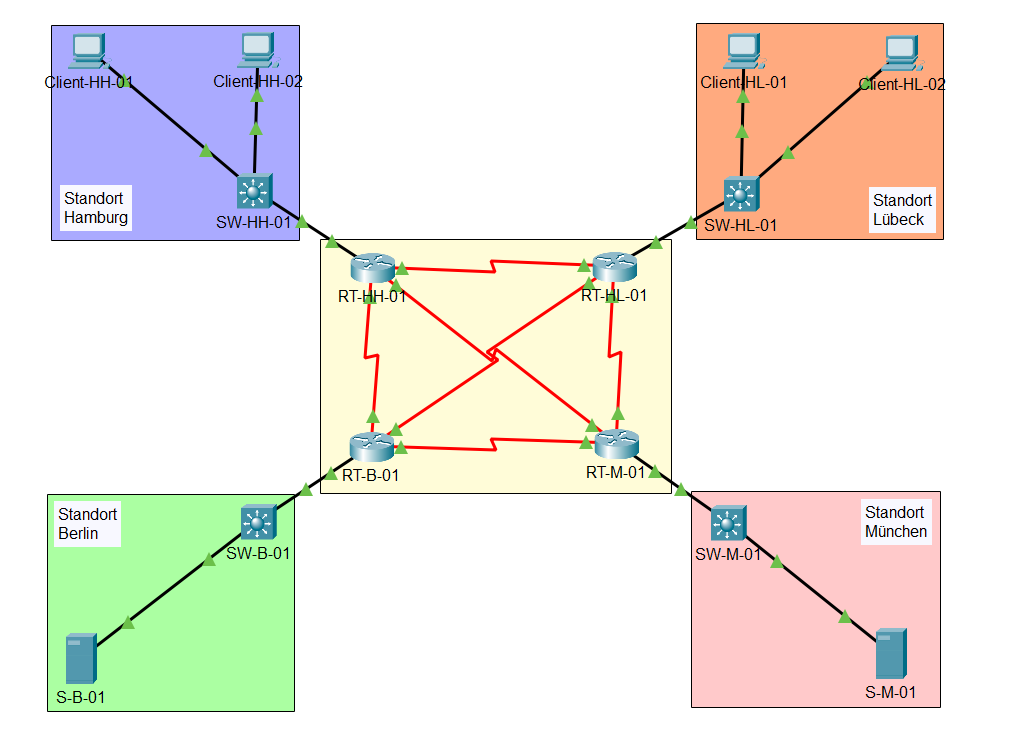 Client-HH-01
Client-HH-02
Client-HL-01
Client-HL-02
Standort
Hamburg
SW-HH-01
SW-HL-01
Standort
Lübeck
RT-HH-01
RT-HL-01
RT-B-01
RT-M-01
Standort
Berlin
SW-B-01
SW-M-01
Standort
München
S-B-01
S-M-01